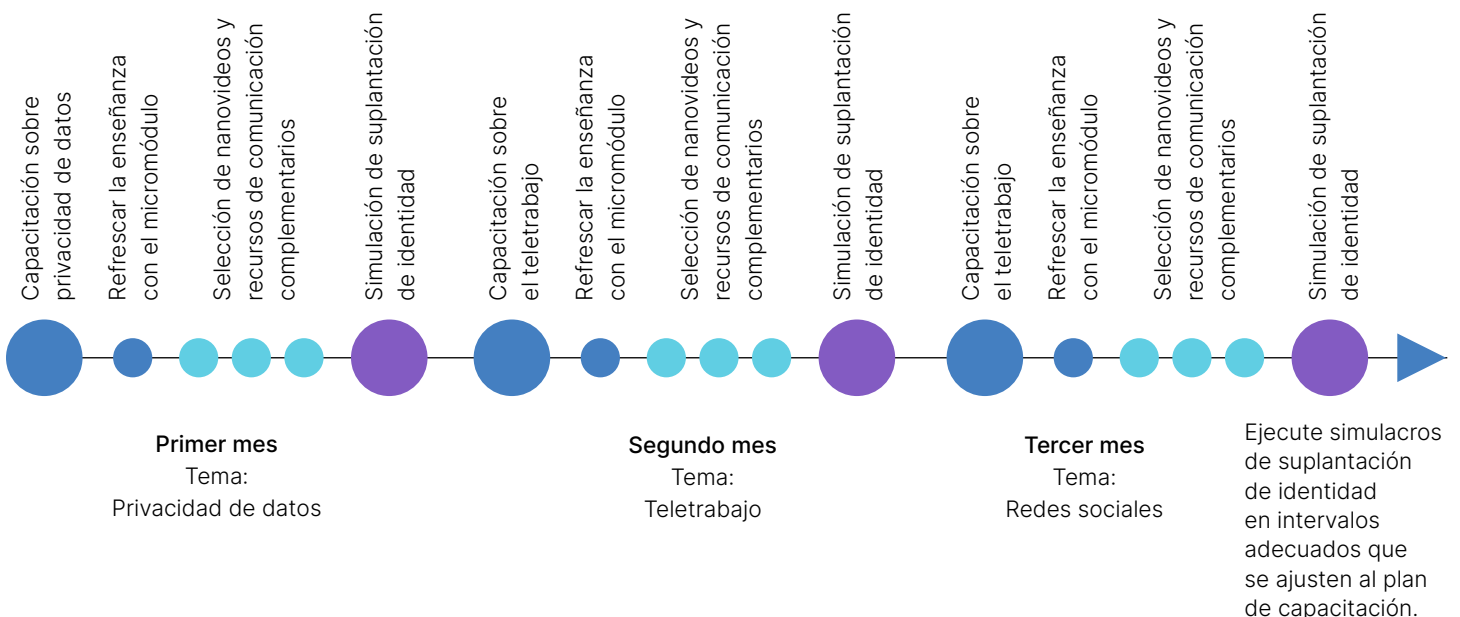 Capacitación sobre
privacidad de datos
Refrescar la enseñanza
con el micromódulo
Selección de nanovideos y
recursos de comunicación
complementarios
Simulación de suplantación
de identidad
Capacitación sobre
el teletrabajo
Refrescar la enseñanza
con el micromódulo
Selección de nanovideos y
recursos de comunicación
complementarios
Simulación de suplantación
de identidad
Capacitación sobre
el teletrabajo
Refrescar la enseñanza
con el micromódulo
Selección de nanovideos y
recursos de comunicación
complementarios
Simulación de suplantación
de identidad
Primer mes
Tema:
Privacidad de datos
Segundo mes
Tema:
Teletrabajo
Tercer mes
Tema:
Redes sociales
Ejecute simulacros
de suplantación
de identidad
en intervalos
adecuados que
se ajusten al plan
de capacitación.